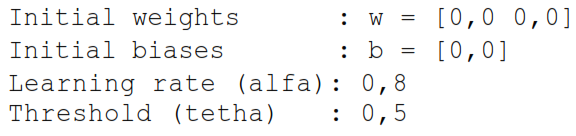 Initial weights : w = [0,0 0,0]
Initial biases : b = [0,0]
Learning rate (alfa): 0,8
Threshold (tetha) : 0,5